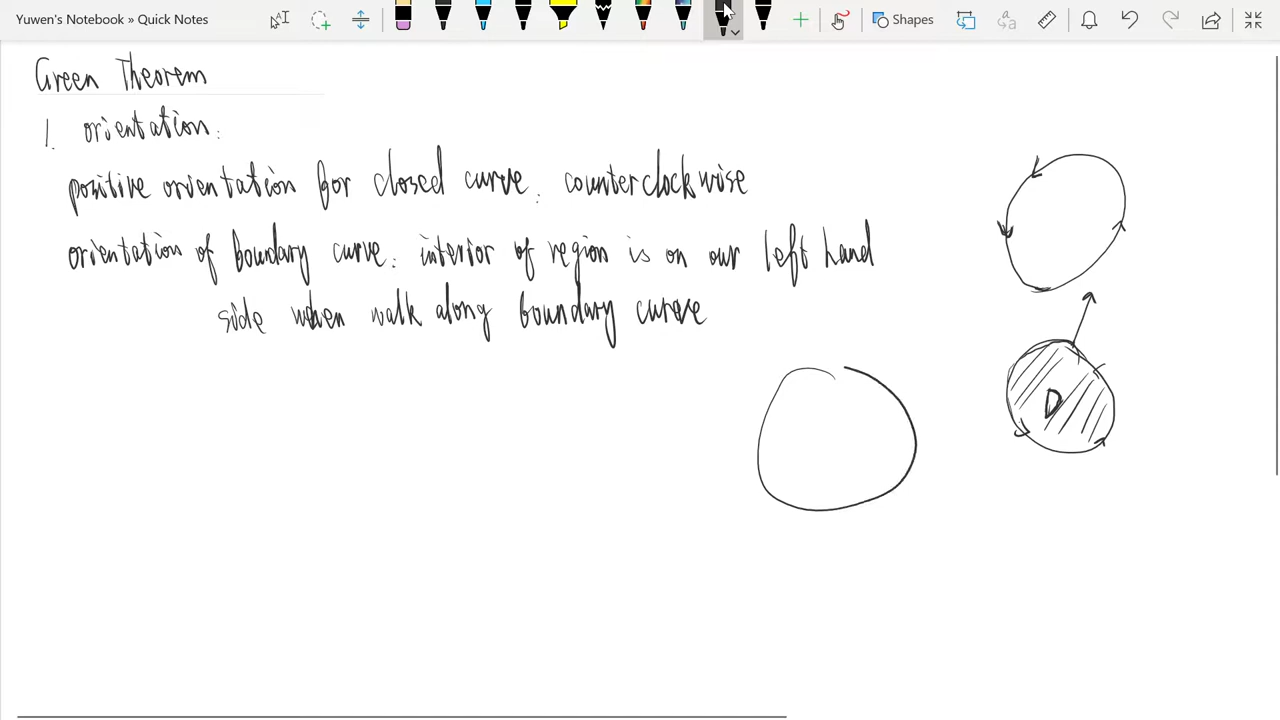 Yuwen's Notebook » Quick Notes
Shapes
Green Theorem
1. orientation:
positive orientation for closed curve: counterclockwise
orientation of boundary curve: interior of region is on our left hand
side when walk along boundary curve
D